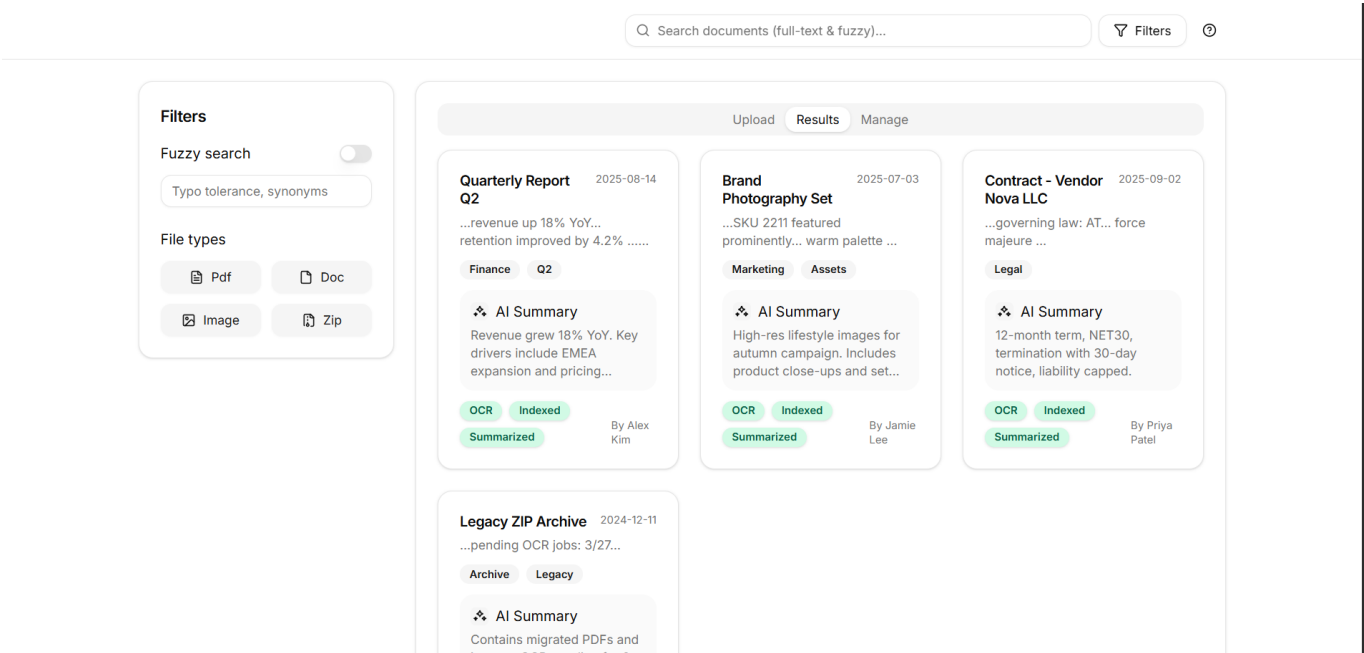 Search documents (full-text & fuzzy)...
Filters
Filters
Fuzzy search
Typo tolerance, synonyms
File types
Pdf
Doc
Image
Zip
Upload
Results
Manage
Quarterly Report
Q2
2025-08-14
...revenue up 18% YoY...
retention improved by 4.2% ......
Finance
Q2
AI Summary
Revenue grew 18% YoY. Key
drivers include EMEA
expansion and pricing...
OCR
Indexed
Summarized
By Alex
Kim
Brand
Photography Set
2025-07-03
...SKU 2211 featured
prominently... warm palette ...
Marketing
Assets
AI Summary
High-res lifestyle images for
autumn campaign. Includes
product close-ups and set...
OCR
Indexed
Summarized
By Jamie
Lee
Contract - Vendor
Nova LLC
2025-09-02
...governing law: AT... force
majeure ...
Legal
AI Summary
12-month term, NET30,
termination with 30-day
notice, liability capped.
OCR
Indexed
Summarized
By Priya
Patel
Legacy ZIP Archive
2024-12-11
...pending OCR jobs: 3/27...
Archive
Legacy
AI Summary
Contains migrated PDFs and